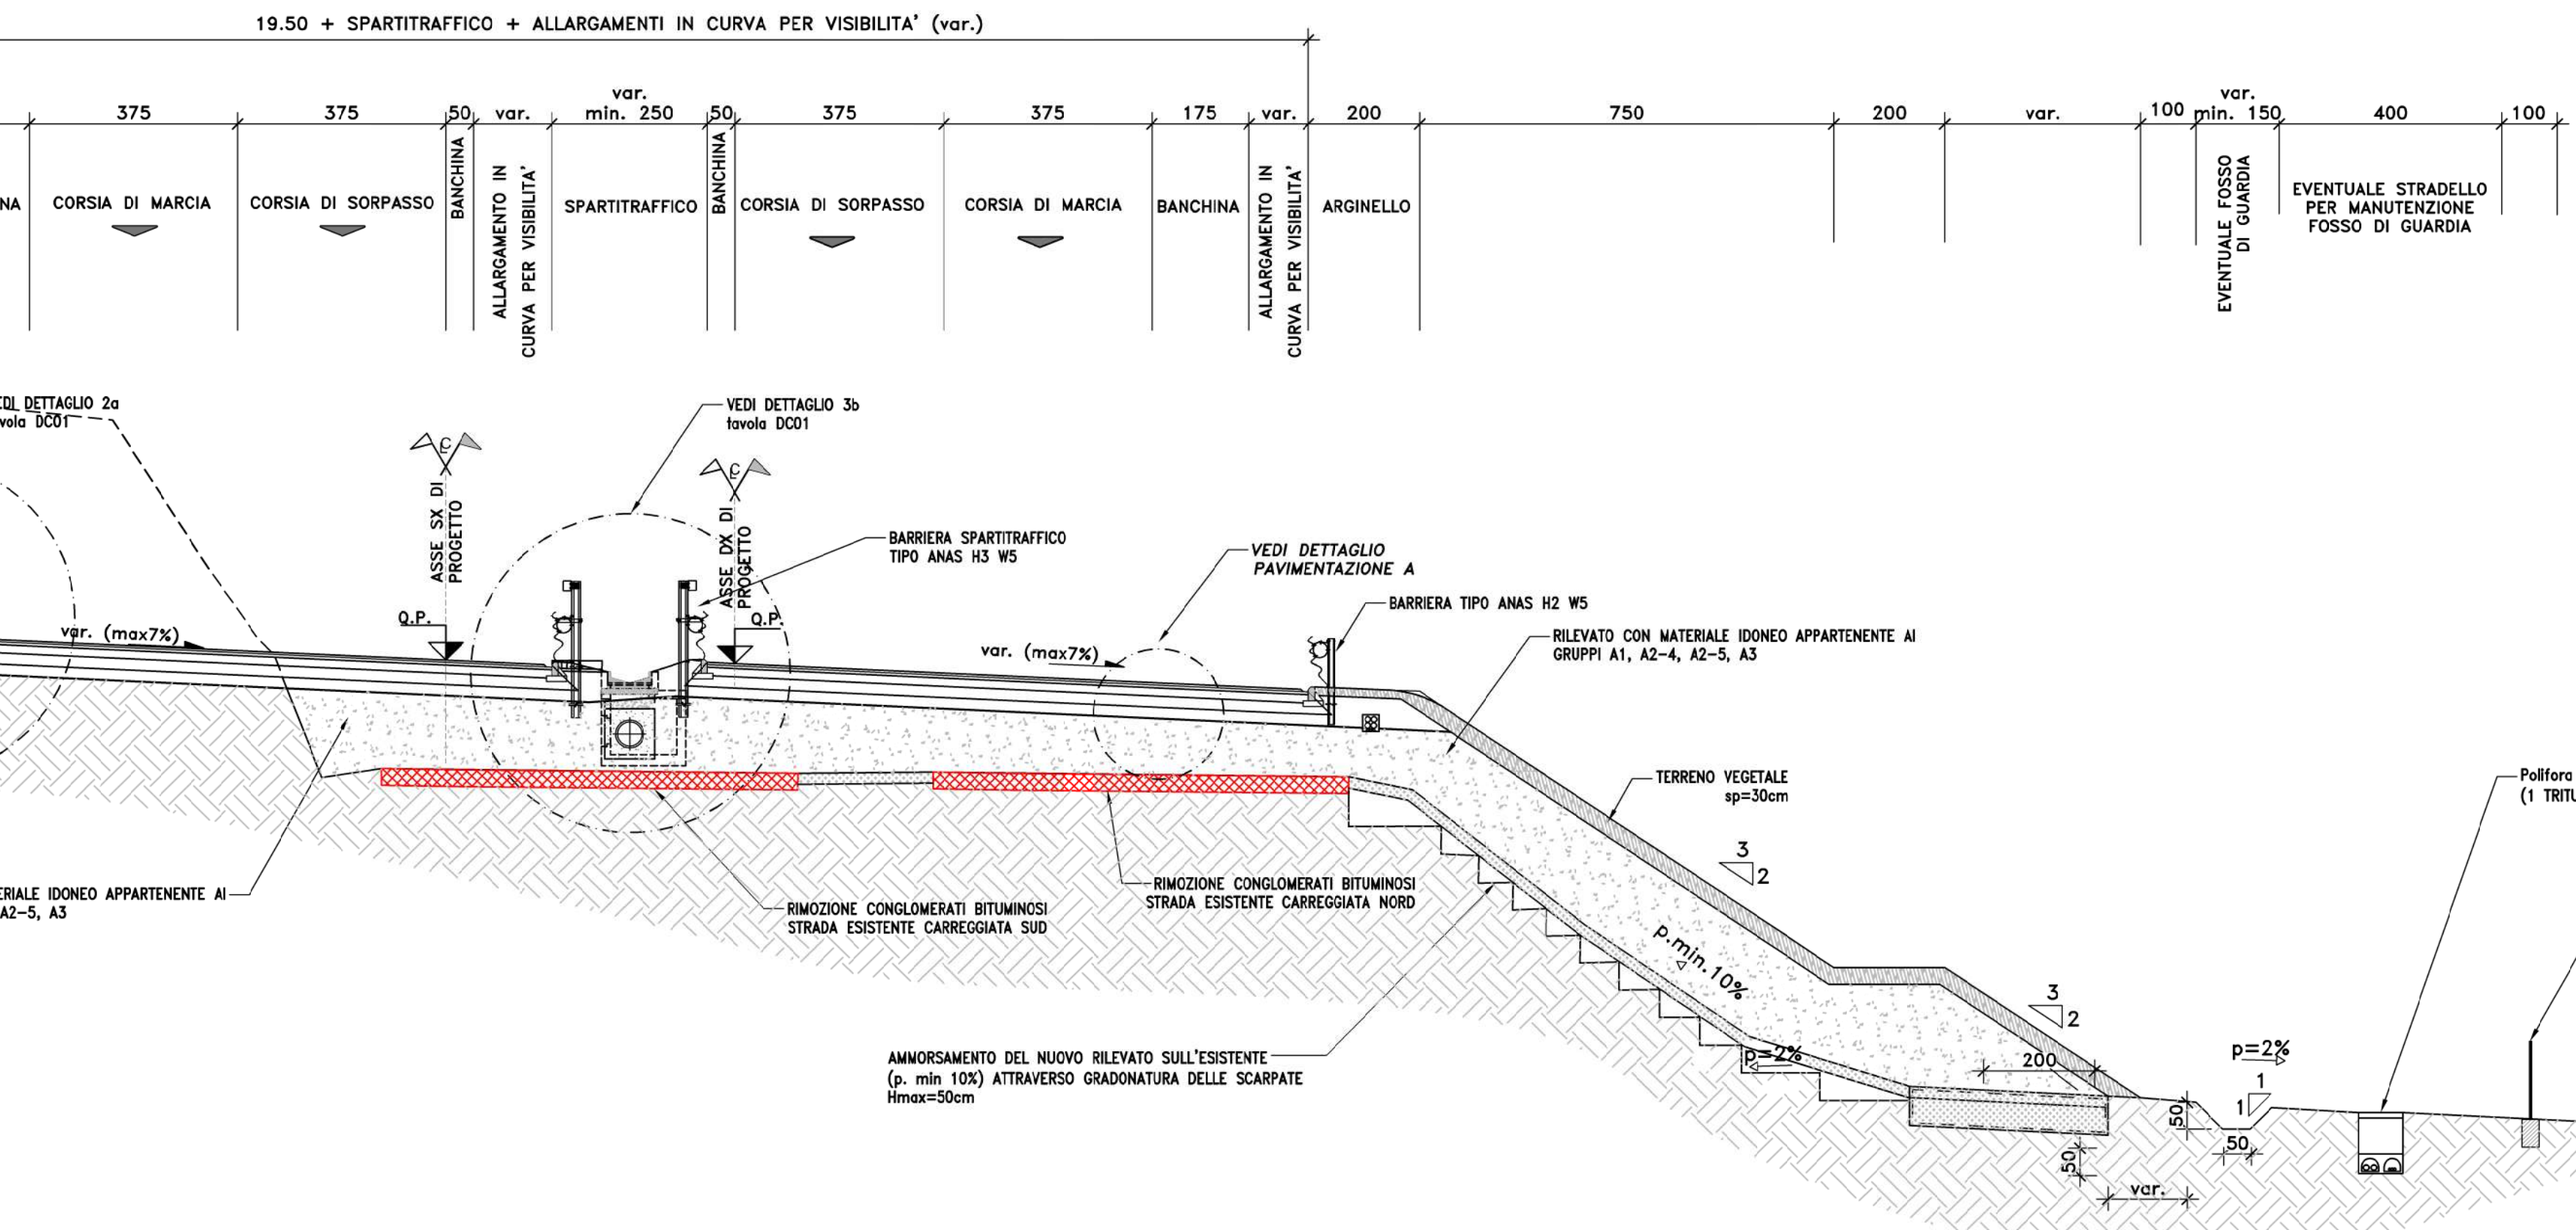 19.50 + SPARTITRAFFICO + ALLARGAMENTI IN CURVA PER VISIBILITA' (var.)
375
375
50
var.
var.
min. 250
50
375
375
175
var.
200
750
200
var.
100
var.
min. 150
400
100
NA
CORSIA DI MARCIA
CORSIA DI SORPASSO
BANCHINA
ALLARGAMENTO IN
CURVA PER VISIBILITA'
SPARTITRAFFICO
BANCHINA
CORSIA DI SORPASSO
CORSIA DI MARCIA
BANCHINA
ALLARGAMENTO IN
CURVA PER VISIBILITA'
ARGINELLO
EVENTUALE FOSSO
DI GUARDIA
EVENTUALE STRADELLO
PER MANUTENZIONE
FOSSO DI GUARDIA
EDI DETTAGLIO 2a
vola DC01
VEDI DETTAGLIO 3b
tavola DC01
ASSE SX DI
PROGETTO
ASSE DX DI
PROGETTO
BARRIERA SPARTITRAFFICO
TIPO ANAS H3 W5
VEDI DETTAGLIO
PAVIMENTAZIONE A
BARRIERA TIPO ANAS H2 W5
Q.P.
Q.P.
var. (max7%)
var. (max7%)
RILEVATO CON MATERIALE IDONEO APPARTENENTE AI
GRUPPI A1, A2-4, A2-5, A3
TERRENO VEGETALE
sp=30cm
Polifora
(1 TRITU
3
2
ERIALE IDONEO APPARTENENTE AI
A2-5, A3
RIMOZIONE CONGLOMERATI BITUMINOSI
STRADA ESISTENTE CARREGGIATA SUD
RIMOZIONE CONGLOMERATI BITUMINOSI
STRADA ESISTENTE CARREGGIATA NORD
p.min.10%
3
2
AMMORSAMENTO DEL NUOVO RILEVATO SULL'ESISTENTE
(p. min 10%) ATTRAVERSO GRADONATURA DELLE SCARPATE
Hmax=50cm
p=2%
200
p=2%
1
1
50
50
50
var.